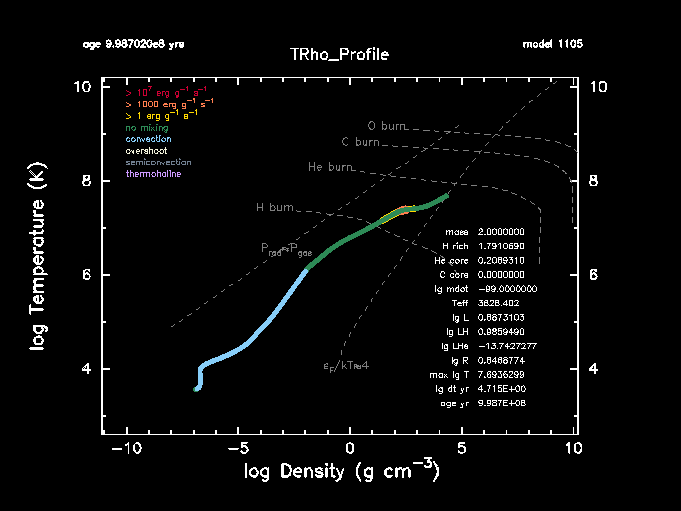 age 9.987020e8 yrs
model 1105
TRho_Profile
> 10^7 erg g^-1 s^-1
> 1000 erg g^-1 s^-1
> 1 erg g^-1 s^-1
no mixing
convection
overshoot
semiconvection
thermohaline
O burn
C burn
He burn
H burn
P_rad≈P_gas
ε_F/kT≈4
mass 2.0000000
H rich 1.7910690
He core 0.2089310
C core 0.0000000
lg mdot −99.0000000
Teff 3828.402
lg L 0.8873103
lg LH 0.9859490
lg LHe −13.7427277
lg R 0.8488774
max lg T 7.6936299
lg dt yr 4.715E+00
age yr 9.987E+08
10
8
6
4
10
8
6
4
−10
−5
0
5
10
log Temperature (K)
log Density (g cm^-3)